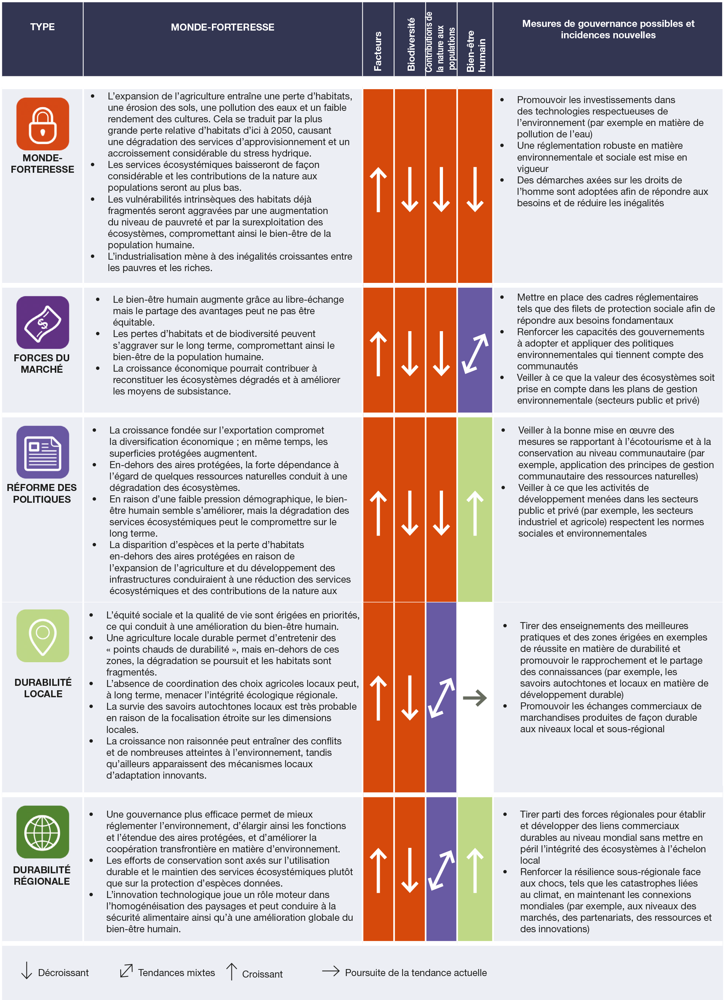 TYPE
MONDE-FORTERESSE
Facteurs
Biodiversité
Contributions de
la nature aux
populations
Bien-être
humain
Mesures de gouvernance possibles et
incidences nouvelles
MONDE-
FORTERESSE
• L’expansion de l’agriculture entraîne une perte d’habitats,
une érosion des sols, une pollution des eaux et un faible
rendement des cultures. Cela se traduit par la plus
grande perte relative d’habitats d’ici à 2050, causant
une dégradation des services d’approvisionnement et un
accroissement considérable du stress hydrique.
• Les services écosystémiques baisseront de façon
considérable et les contributions de la nature aux
populations seront au plus bas.
• Les vulnérabilités intrinsèques des habitats déjà
fragmentés seront aggravées par une augmentation
du niveau de pauvreté et par la surexploitation des
écosystèmes, compromettant ainsi le bien-être de la
population humaine.
• L’industrialisation mène à des inégalités croissantes entre
les pauvres et les riches.
• Promouvoir les investissements dans
des technologies respectueuses de
l’environnement (par exemple en matière de
pollution de l’eau)
• Une réglementation robuste en matière
environnementale et sociale est mise en
vigueur
• Des démarches axées sur les droits de
l’homme sont adoptées afin de répondre aux
besoins et de réduire les inégalités
$
FORCES DU
MARCHÉ
• Le bien-être humain augmente grâce au libre-échange
mais le partage des avantages peut ne pas être
équitable.
• Les pertes d’habitats et de biodiversité peuvent
s’aggraver sur le long terme, compromettant ainsi le
bien-être de la population humaine.
• La croissance économique pourrait contribuer à
reconstituer les écosystèmes dégradés et à améliorer
les moyens de subsistance.
• Mettre en place des cadres réglementaires
tels que des filets de protection sociale afin de
répondre aux besoins fondamentaux
• Renforcer les capacités des gouvernements
à adopter et appliquer des politiques
environnementales qui tiennent compte des
communautés
• Veiller à ce que la valeur des écosystèmes soit
prise en compte dans les plans de gestion
environnementale (secteurs public et privé)
RÉFORME DES
POLITIQUES
• La croissance fondée sur l’exportation compromet
la diversification économique ; en même temps, les
superficies protégées augmentent.
• En-dehors des aires protégées, la forte dépendance à
l’égard de quelques ressources naturelles conduit à une
dégradation des écosystèmes.
• En raison d’une faible pression démographique, le bien-
être humain semble s’améliorer, mais la dégradation des
services écosystémiques peut le compromettre sur le
long terme.
• La disparition d’espèces et la perte d’habitats
en-dehors des aires protégées en raison de
l’expansion de l’agriculture et du développement des
infrastructures conduiraient à une réduction des services
écosystémiques et des contributions de la nature aux
• Veiller à la bonne mise en œuvre des
mesures se rapportant à l’écotourisme et à la
conservation au niveau communautaire (par
exemple, application des principes de gestion
communautaire des ressources naturelles)
• Veiller à ce que les activités de
développement menées dans les secteurs
public et privé (par exemple, les secteurs
industriel et agricole) respectent les normes
sociales et environnementales
DURABILITÉ
LOCALE
• L’équité sociale et la qualité de vie sont érigées en priorités,
ce qui conduit à une amélioration du bien-être humain.
• Une agriculture locale durable permet d’entretenir des
« points chauds de durabilité », mais en-dehors de ces
zones, la dégradation se poursuit et les habitats sont
fragmentés.
• L’absence de coordination des choix agricoles locaux peut,
à long terme, menacer l’intégrité écologique régionale.
• La survie des savoirs autochtones locaux est très probable
en raison de la focalisation étroite sur les dimensions
locales.
• La croissance non raisonnée peut entraîner des conflits
et de nombreuses atteintes à l’environnement, tandis
qu’ailleurs apparaissent des mécanismes locaux
d’adaptation innovants.
• Tirer des enseignements des meilleures
pratiques et des zones érigées en exemples
de réussite en matière de durabilité et
promouvoir le rapprochement et le partage
des connaissances (par exemple, les
savoirs autochtones et locaux en matière de
développement durable)
• Promouvoir les échanges commerciaux de
marchandises produites de façon durable
aux niveaux local et sous-régional
DURABILITÉ
RÉGIONALE
• Une gouvernance plus efficace permet de mieux
réglementer l’environnement, d’élargir ainsi les fonctions
et l’étendue des aires protégées, et d’améliorer la
coopération transfrontière en matière d’environnement.
• Les efforts de conservation sont axés sur l’utilisation
durable et le maintien des services écosystémiques plutôt
que sur la protection d’espèces données.
• L’innovation technologique joue un rôle moteur dans
l’homogénéisation des paysages et peut conduire à la
sécurité alimentaire ainsi qu’à une amélioration globale du
bien-être humain.
• Tirer parti des forces régionales pour établir
et développer des liens commerciaux
durables au niveau mondial sans mettre en
péril l’intégrité des écosystèmes à l’échelon
local
• Renforcer la résilience sous-régionale face
aux chocs, tels que les catastrophes liées
au climat, en maintenant les connexions
mondiales (par exemple, aux niveaux des
marchés, des partenariats, des ressources et
des innovations)
Décroissant
Tendances mixtes
Croissant
Poursuite de la tendance actuelle